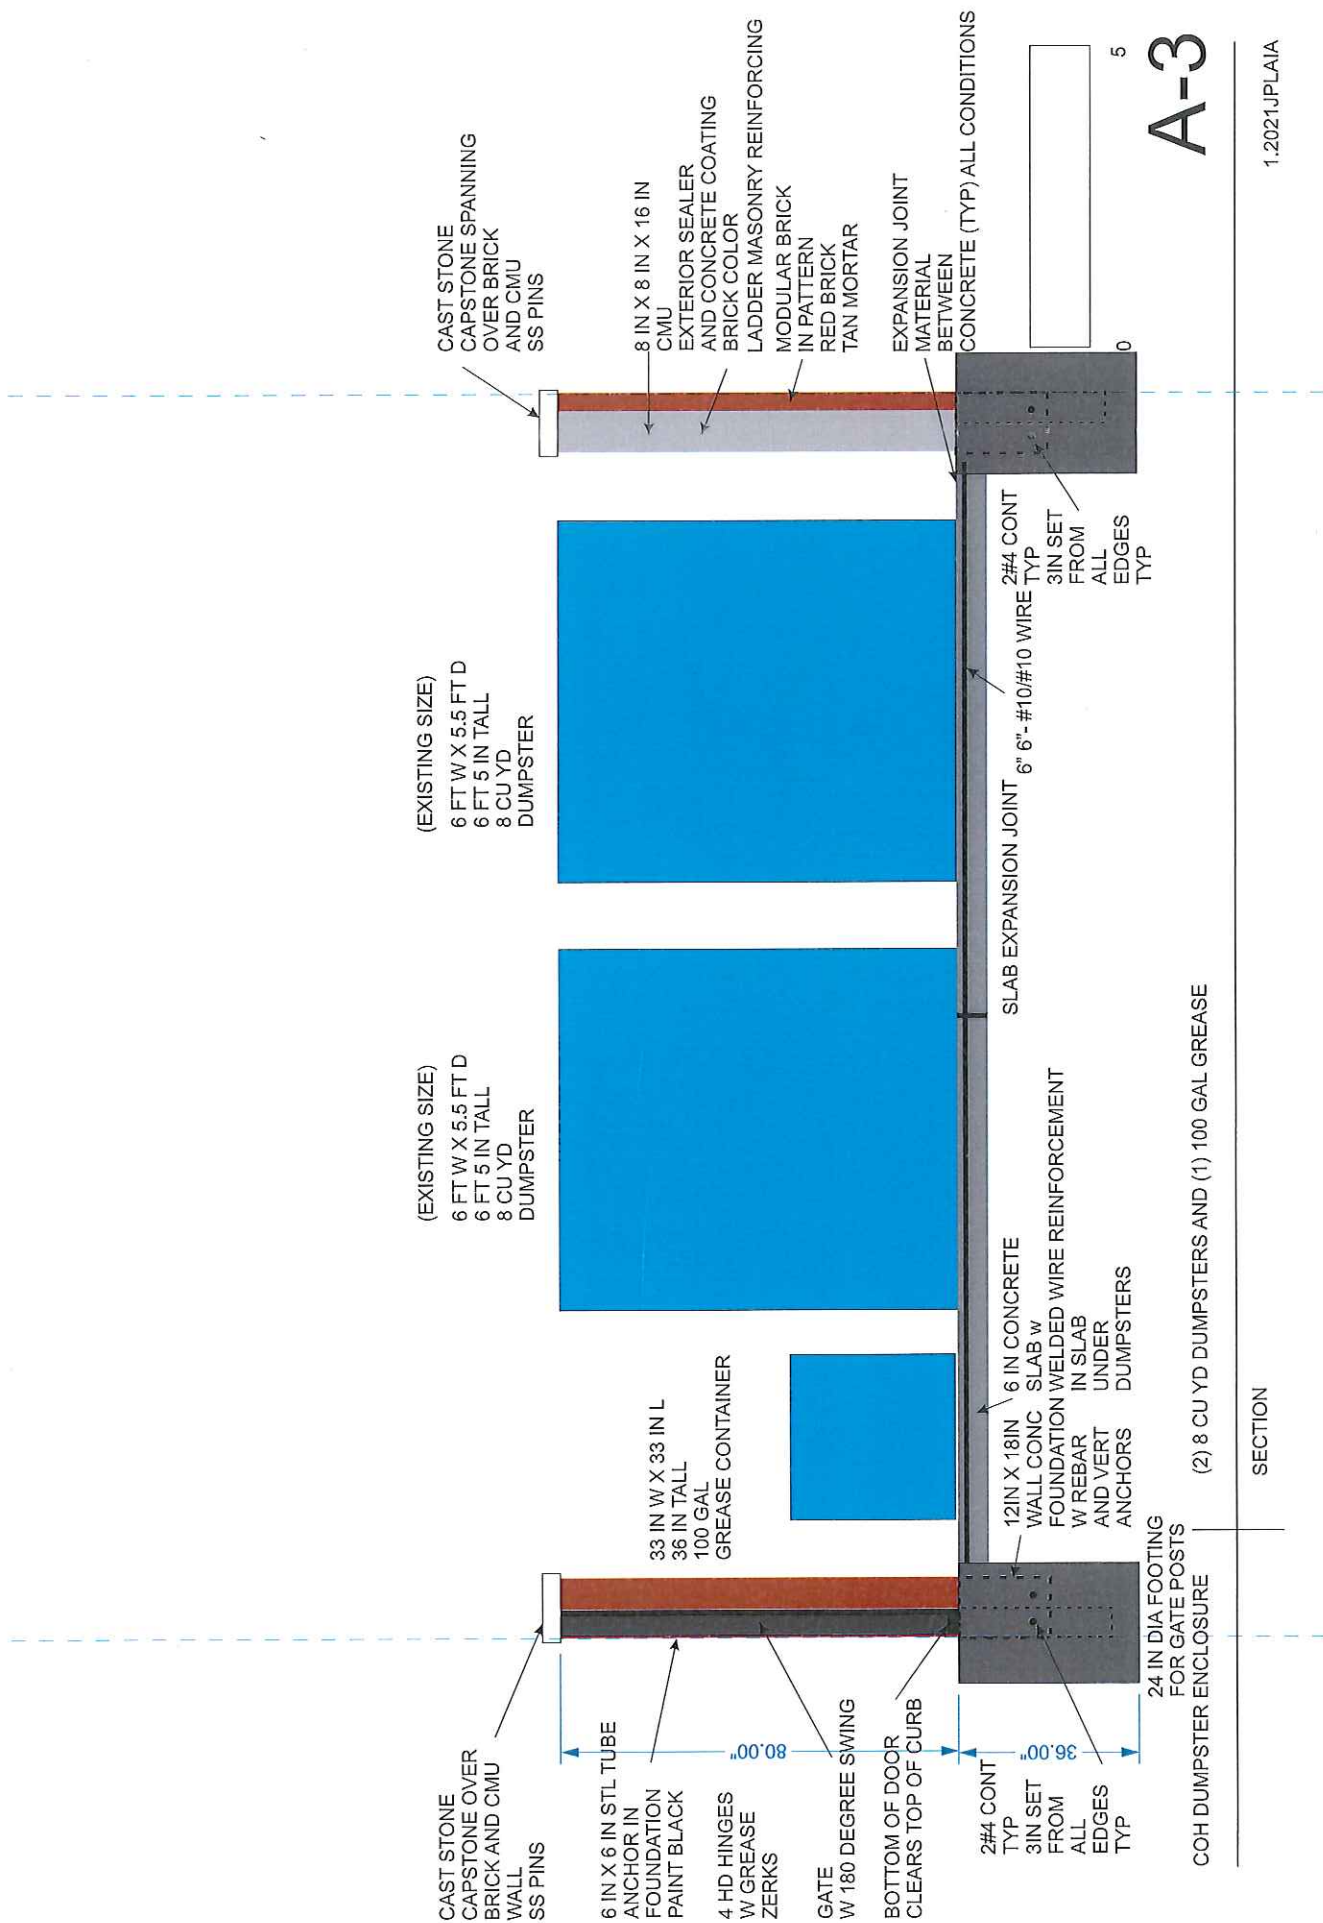 (EXISTING SIZE)
6 FT W X 5.5 FT D
6 FT 5 IN TALL
8 CU YD
DUMPSTER
(EXISTING SIZE)
6 FT W X 5.5 FT D
6 FT 5 IN TALL
8 CU YD
DUMPSTER
CAST STONE
CAPSTONE OVER
BRICK AND CMU
WALL
SS PINS
CAST STONE
CAPSTONE SPANNING
OVER BRICK
AND CMU
SS PINS
6 IN X 6 IN STL TUBE
ANCHOR IN
FOUNDATION
PAINT BLACK
4 HD HINGES
W GREASE
ZERKS
GATE
W 180 DEGREE SWING
BOTTOM OF DOOR
CLEARS TOP OF CURB
80.00"
36.00"
33 IN W X 33 IN L
36 IN TALL
100 GAL
GREASE CONTAINER
8 IN X 8 IN X 16 IN
CMU
EXTERIOR SEALER
AND CONCRETE COATING
BRICK COLOR
LADDER MASONRY REINFORCING
MODULAR BRICK
IN PATTERN
RED BRICK
TAN MORTAR
EXPANSION JOINT
MATERIAL
BETWEEN
CONCRETE (TYP) ALL CONDITIONS
2#4 CONT
TYP
3IN SET
FROM
ALL
EDGES
TYP
24 IN DIA FOOTING
FOR GATE POSTS
12IN X 18IN
WALL CONC
FOUNDATION
W REBAR
AND VERT
ANCHORS
6 IN CONCRETE
SLAB w
WELDED WIRE REINFORCEMENT
IN SLAB
UNDER
DUMPSTERS
SLAB EXPANSION JOINT
6" 6"- #10/#10 WIRE
2#4 CONT
TYP
3IN SET
FROM
ALL
EDGES
TYP
0
5
COH DUMPSTER ENCLOSURE
(2) 8 CU YD DUMPSTERS AND (1) 100 GAL GREASE
A-3
SECTION
1.2021JPLAIA